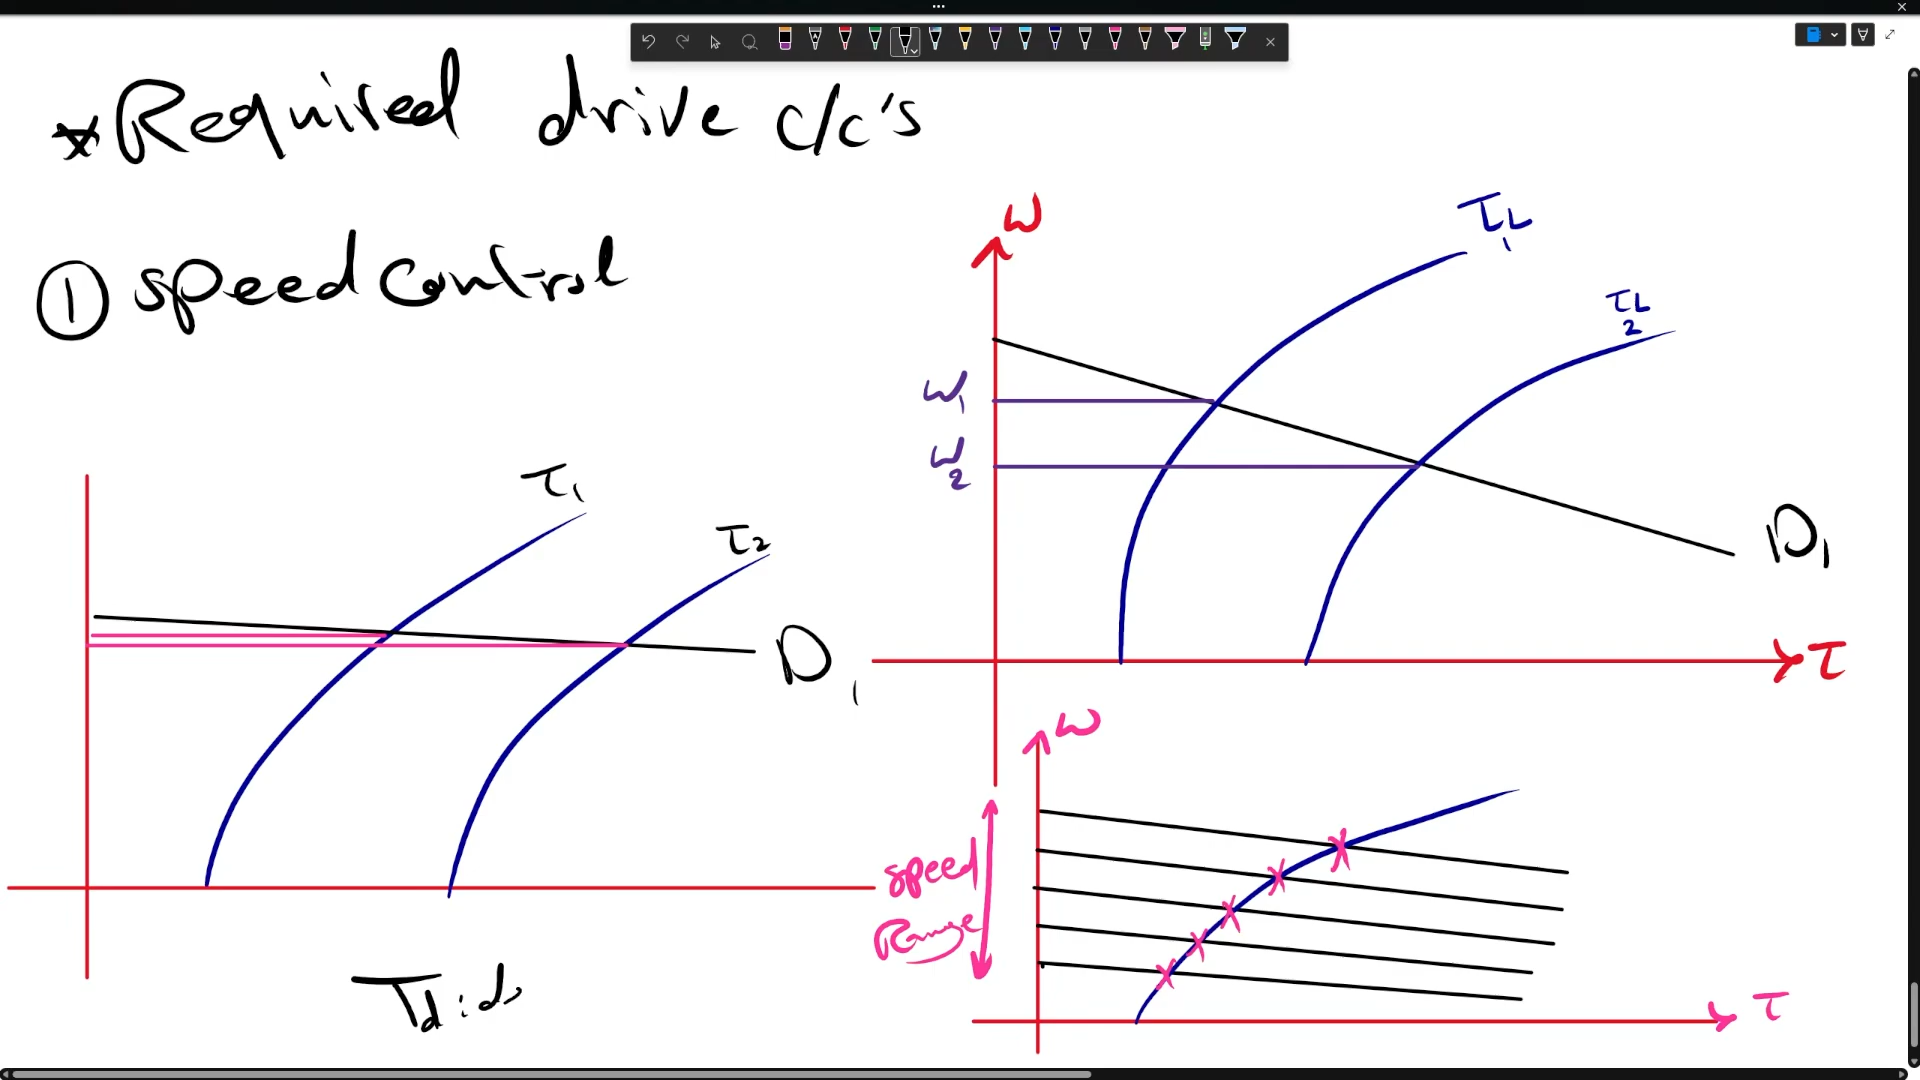 *Required drive c/c's
① speed control
ω
τL1
τL2
ω1
ω2
D1
τ
τ1
τ2
D1
ω
speed
Range
τ